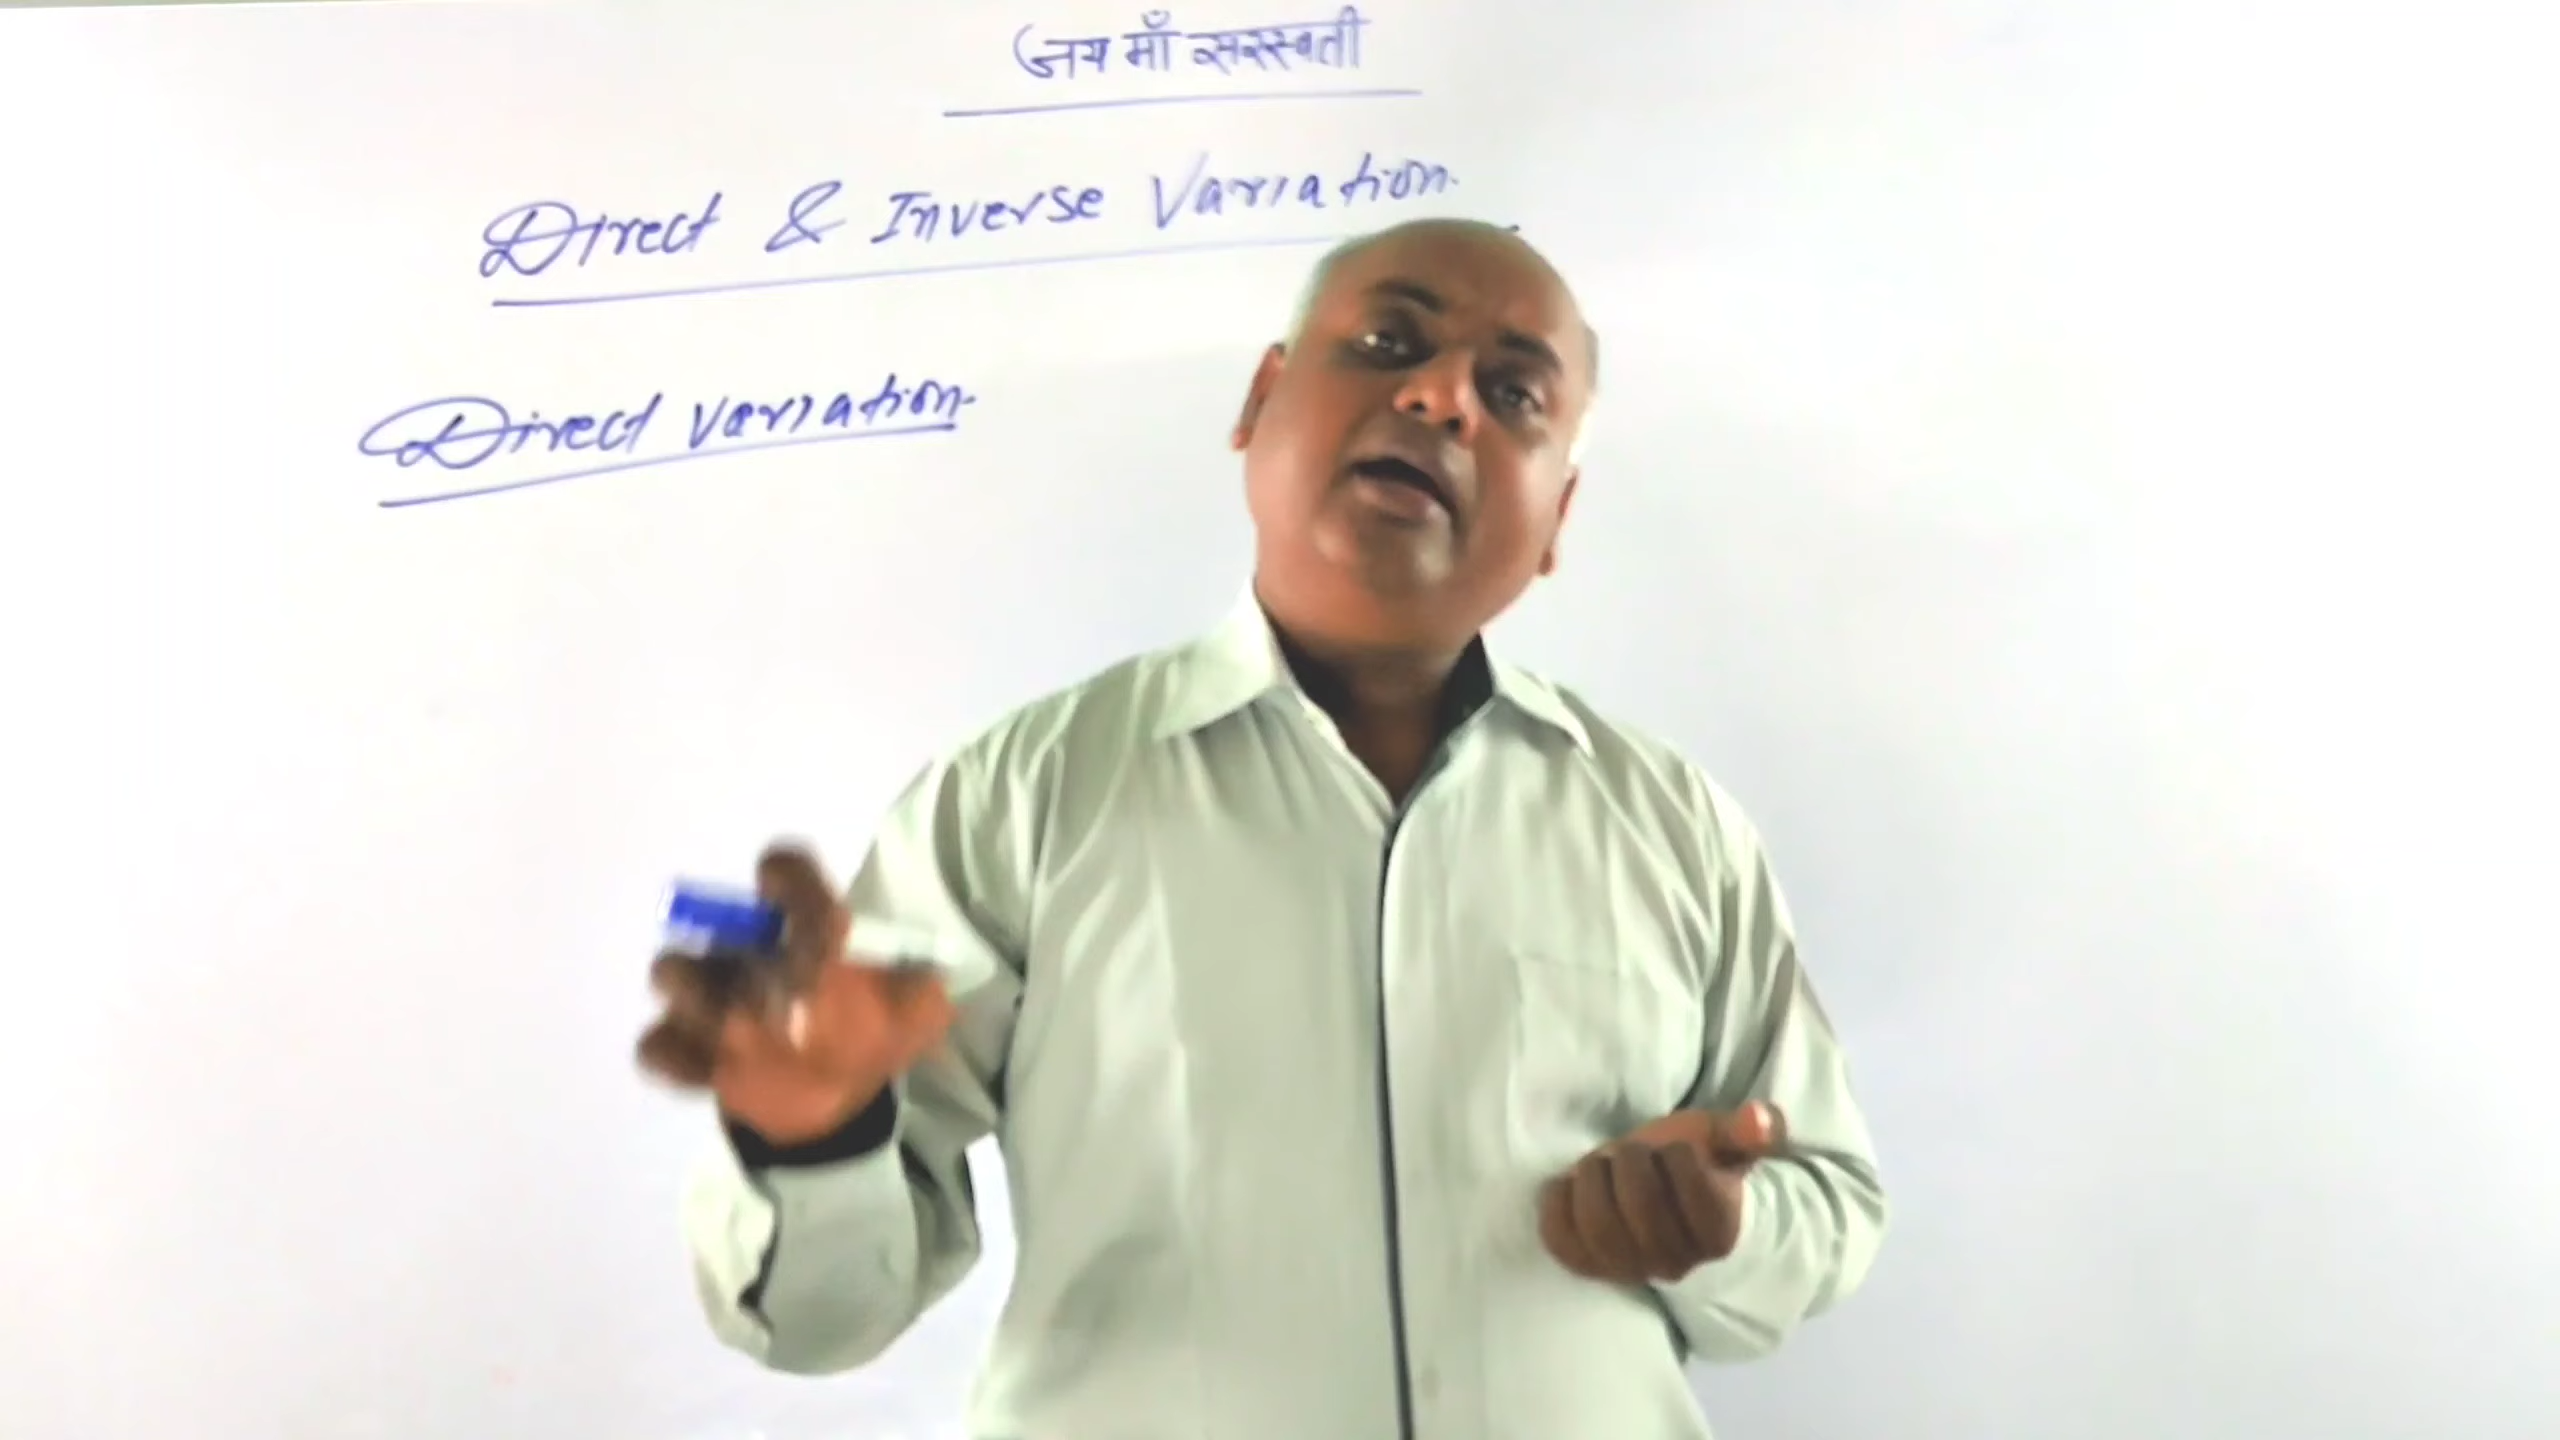 जय माँ सरस्वती
Direct & Inverse Variation.
Direct variation.